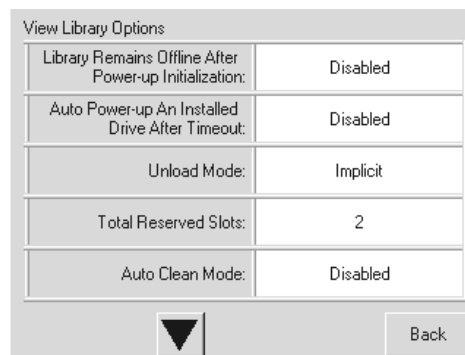 View Library Options
Library Remains Offline After
Power-up Initialization:
Disabled
Auto Power-up An Installed
Drive After Timeout:
Disabled
Unload Mode:
Implicit
Total Reserved Slots:
2
Auto Clean Mode:
Disabled
Back